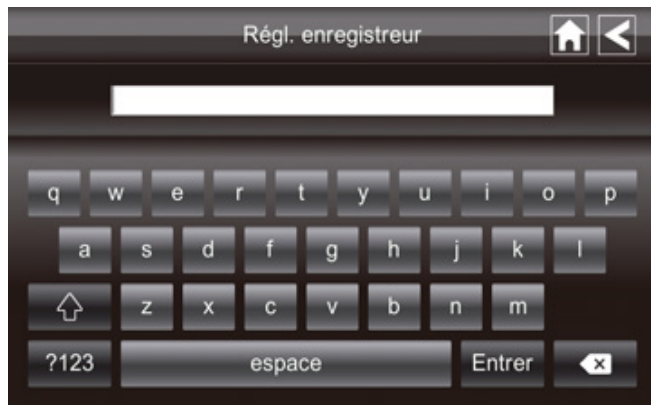 Régl. enregistreur
q w e r t y u i o p
a s d f g h j k l
z x c v b n m
?123 espace Entrer